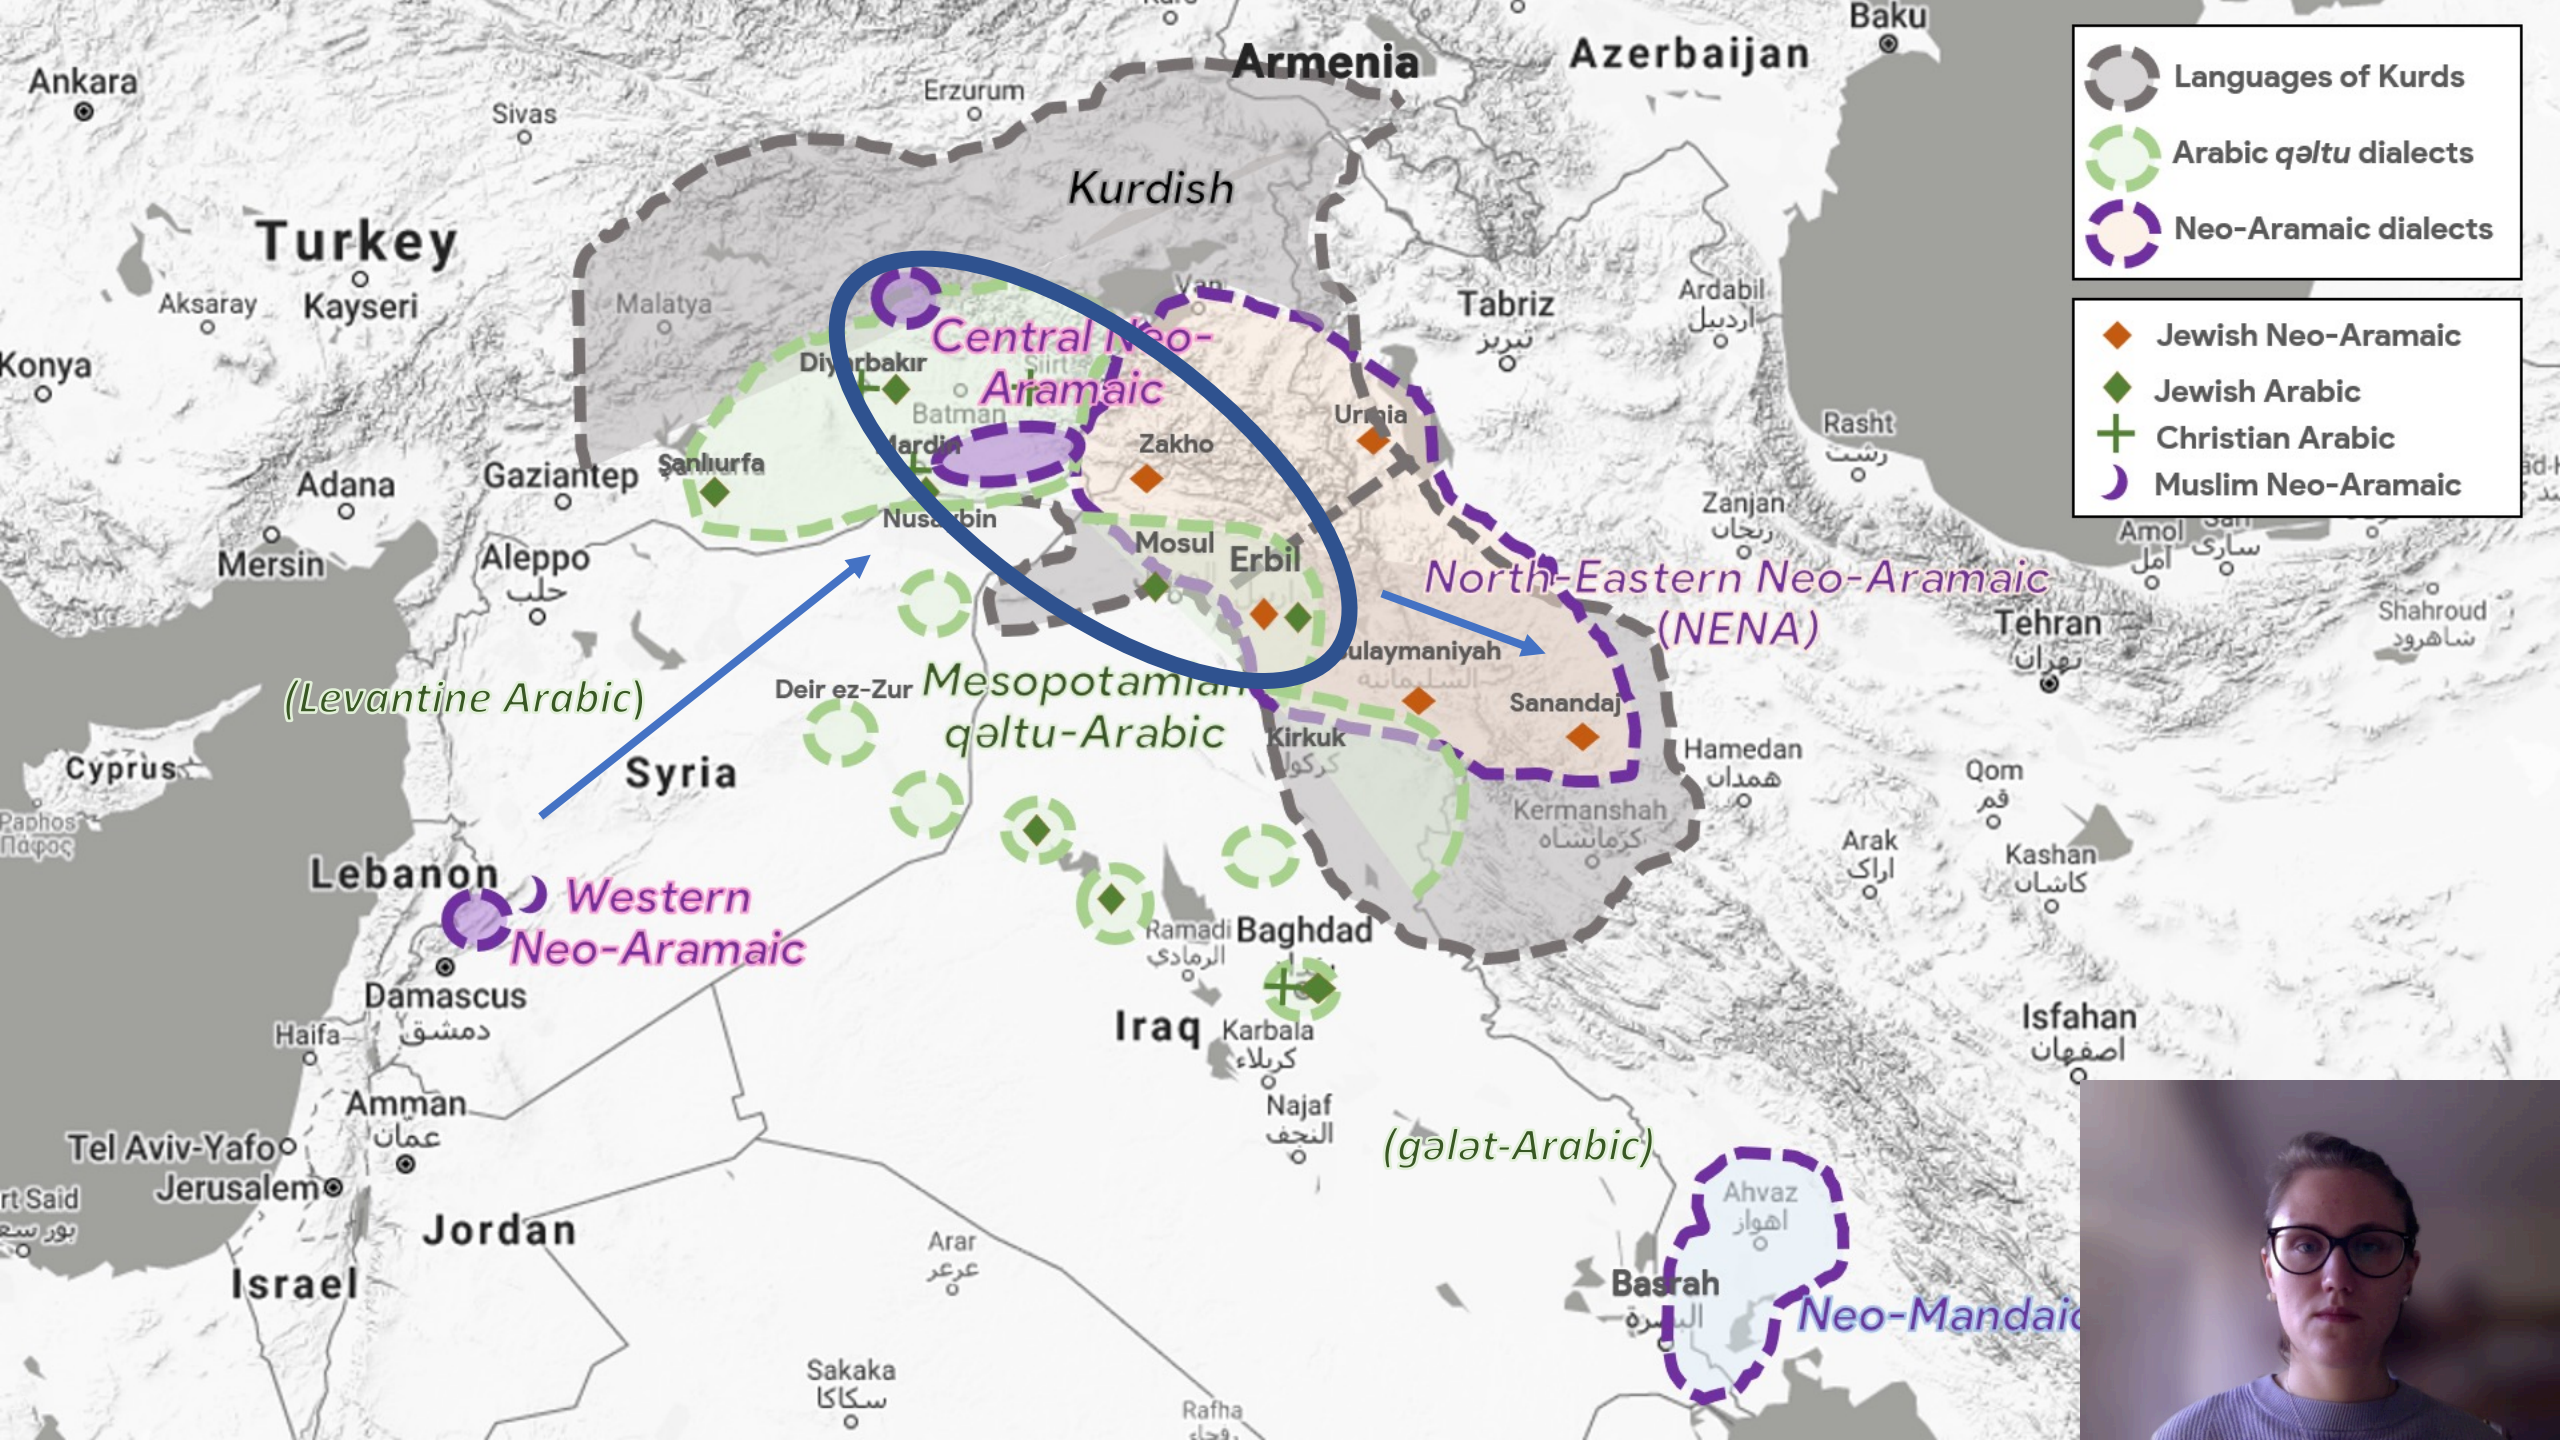 Baku
Armenia
Azerbaijan
Ankara
Erzurum
Sivas
Languages of Kurds
Arabic qəltu dialects
Neo-Aramaic dialects
Kurdish
Turkey
Kayseri
Aksaray
Malatya
Van
Tabriz
تبریز
Ardabil
اردبیل
Jewish Neo-Aramaic
Jewish Arabic
Christian Arabic
Muslim Neo-Aramaic
Konya
Central Neo-
Aramaic
Diyarbakır
Siirt
Batman
Mardin
Urmia
Zakho
Rasht
رشت
Şanlıurfa
Gaziantep
Adana
Nusaybin
Zanjan
زنجان
Amol
آمل
Sari
ساری
Mersin
Aleppo
حلب
Mosul
Erbil
North-Eastern Neo-Aramaic
(NENA)
Tehran
تهران
Shahroud
شاهرود
Sulaymaniyah
السليمانية
Deir ez-Zur
Mesopotamian
qəltu-Arabic
(Levantine Arabic)
Sanandaj
Kirkuk
كركوك
Hamedan
همدان
Qom
قم
Cyprus
Syria
Paphos
Πάφος
Kermanshah
کرمانشاه
Arak
اراک
Kashan
کاشان
Lebanon
Western
Neo-Aramaic
Ramadi
الرمادي
Baghdad
Damascus
دمشق
Haifa
Iraq
Karbala
كربلاء
Isfahan
اصفهان
Amman
عمّان
Najaf
النجف
Tel Aviv-Yafo
Jerusalem
(gələt-Arabic)
rt Said
بور سع
Jordan
Ahvaz
اهواز
Arar
عرعر
Israel
Basrah
البصرة
Neo-Mandaic
Sakaka
سكاكا
Rafha
رفحاء